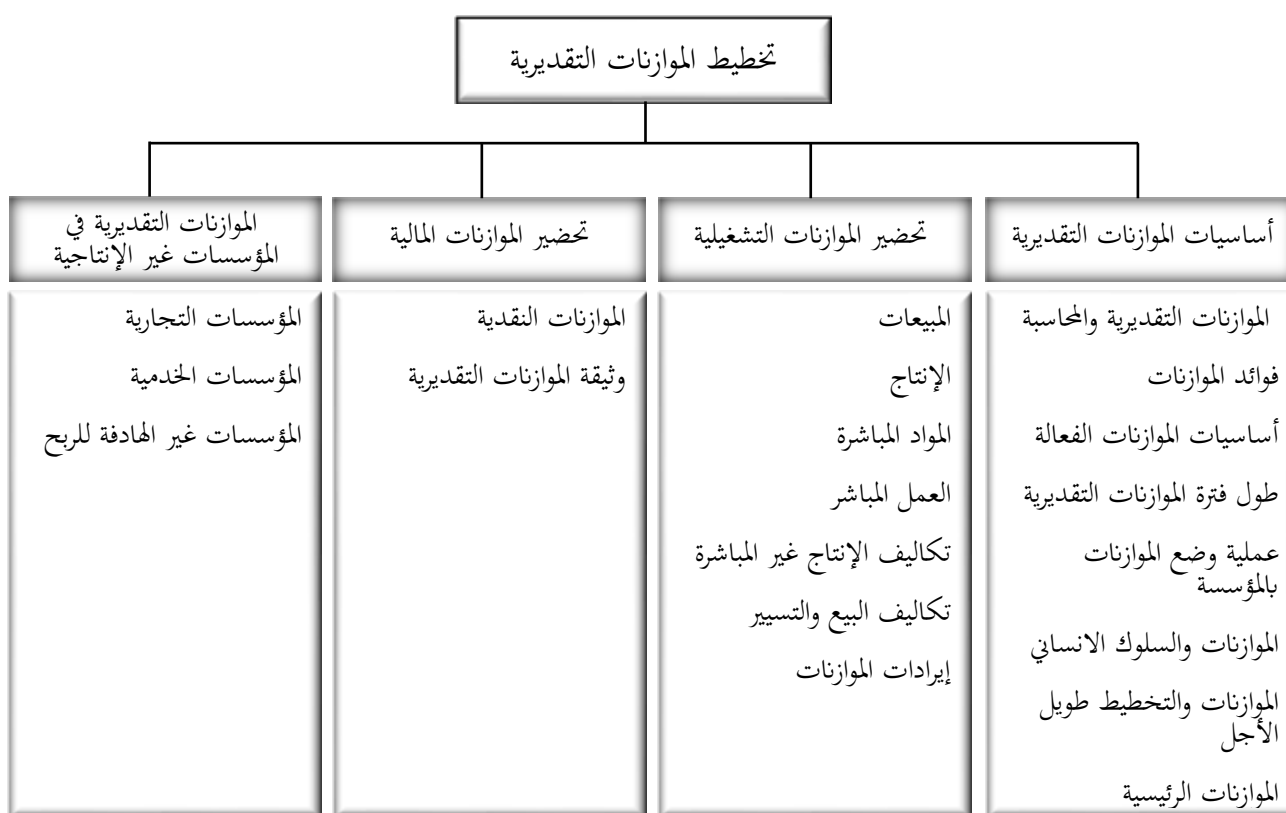 تخطيط الموازنات التقديرية
أساسيات الموازنات التقديرية
الموازنات التقديرية والمحاسبة
فوائد الموازنات
أساسيات الموازنات الفعالة
طول فترة الموازنات التقديرية
عملية وضع الموازنات
بالمؤسسة
الموازنات والسلوك الانساني
الموازنات والتخطيط طويل
الأجل
الموازنات الرئيسية
تحضير الموازنات التشغيلية
المبيعات
الإنتاج
المواد المباشرة
العمل المباشر
تكاليف الإنتاج غير المباشرة
تكاليف البيع والتسيير
إيرادات الموازنات
تحضير الموازنات المالية
الموازنات النقدية
وثيقة الموازنات التقديرية
الموازنات التقديرية في
المؤسسات غير الإنتاجية
المؤسسات التجارية
المؤسسات الخدمية
المؤسسات غير الهادفة للربح